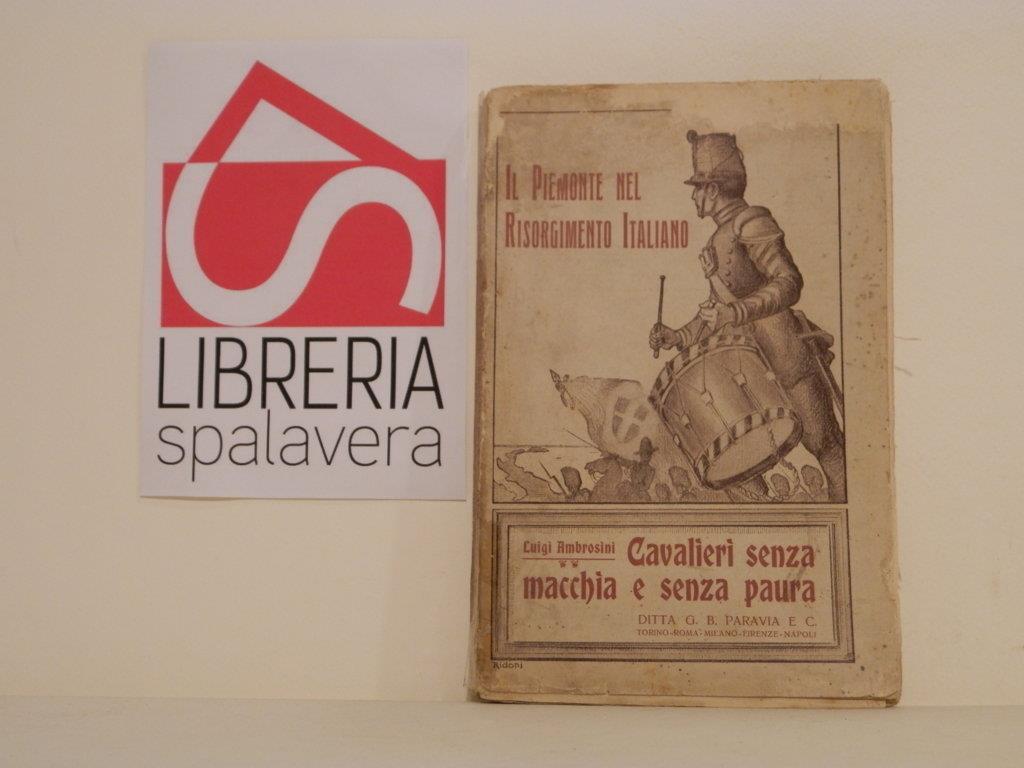 LIBRERIA
spalavera
Il Piemonte nel
Risorgimento Italiano
Luigi Ambrosini Cavalieri senza
macchia e senza paura
DITTA G. B. PARAVIA E C.
TORINO-ROMA-MILANO-FIRENZE-NAPOLI
Ridoni